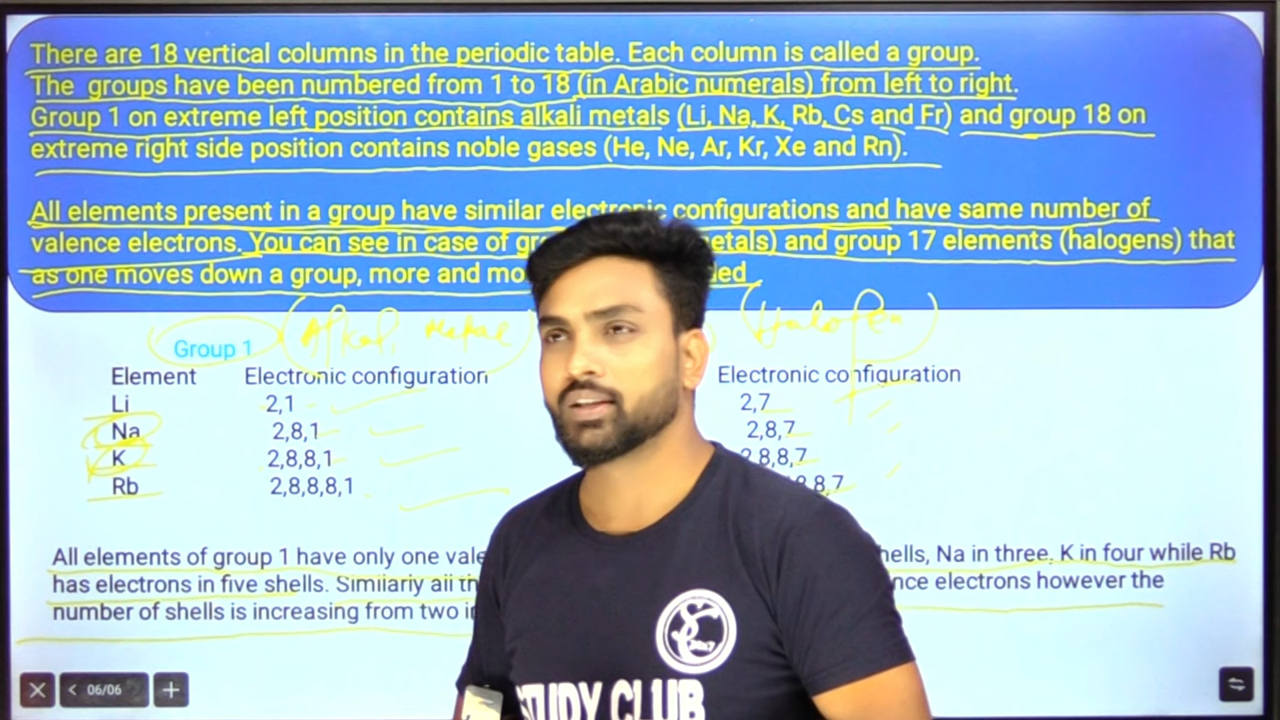 There are 18 vertical columns in the periodic table. Each column is called a group.
The groups have been numbered from 1 to 18 (in Arabic numerals) from left to right.
Group 1 on extreme left position contains alkali metals (Li, Na, K, Rb, Cs and Fr) and group 18 on
extreme right side position contains noble gases (He, Ne, Ar, Kr, Xe and Rn).
All elements present in a group have similar electronic configurations and have same number of
valence electrons. You can see in case of etals) and group 17 elements (halogens) that
as one moves down a group, more and
Group 1 (Alkali Metal) (Halogen)
Element Electronic configuration Electronic configuration
Li 2,1 2,7
Na 2,8,1 2,8,7
K 2,8,8,1 2,8,8,7
Rb 2,8,8,8,1 8,7
All elements of group 1 have only one hells, Na in three. K in four while Rb
has electrons in five shells. Similarly all nce electrons however the
number of shells is increasing from two
06/06
SC
STUDY CLUB